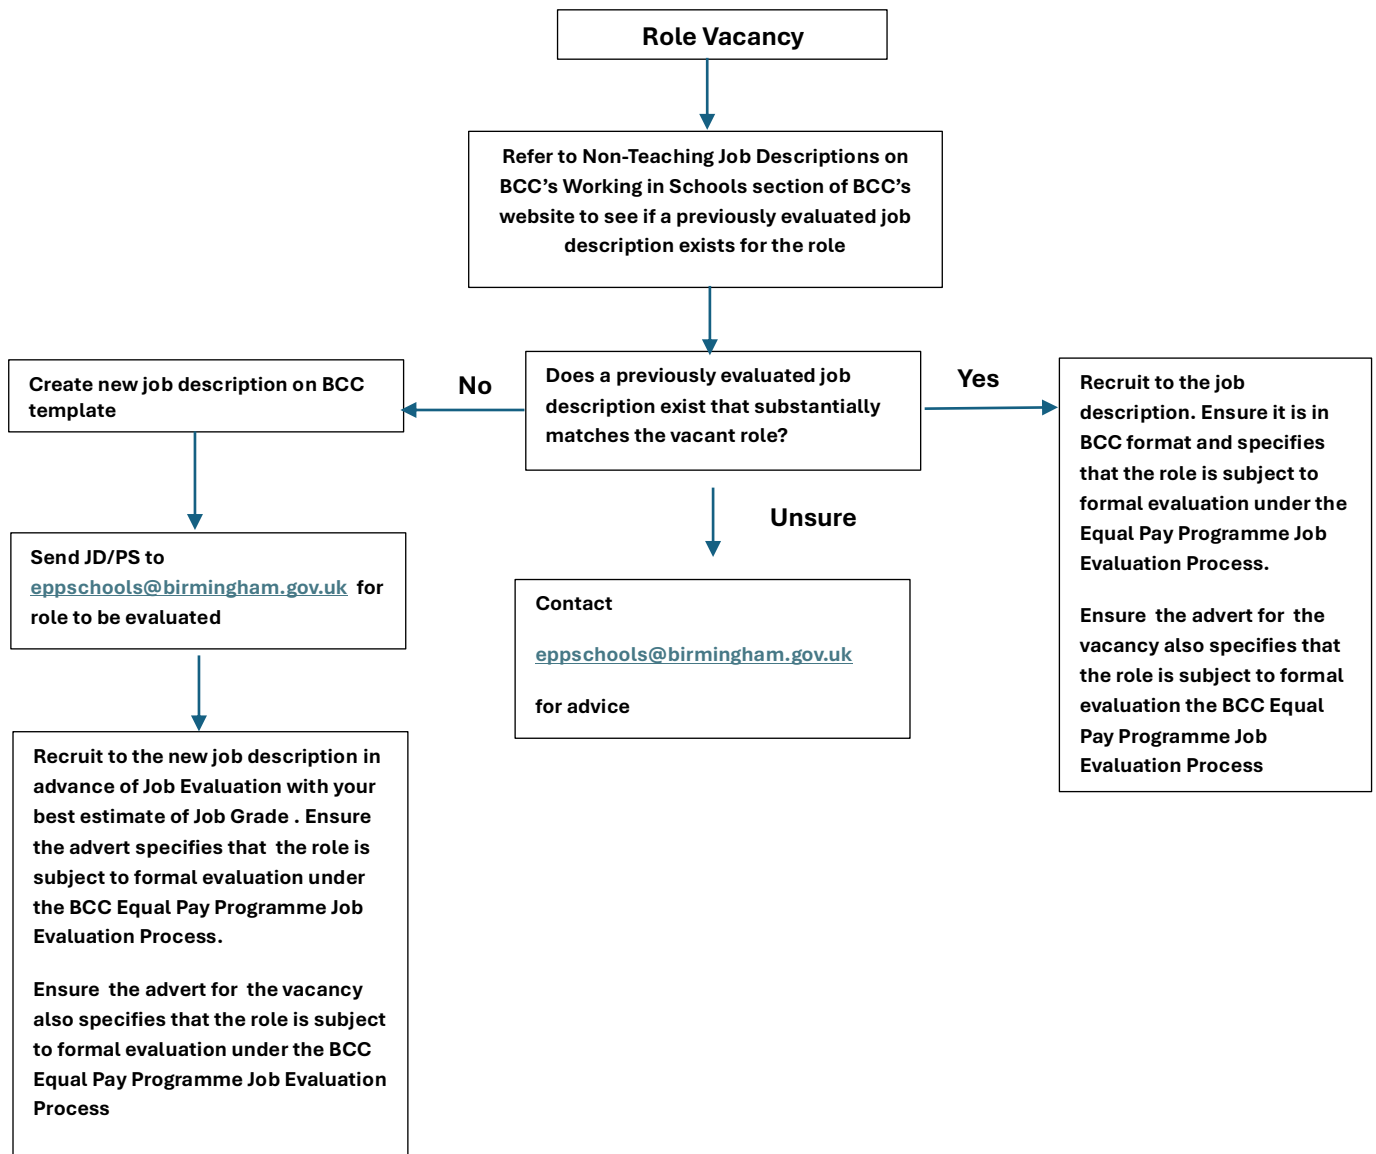 Role Vacancy
Refer to Non-Teaching Job Descriptions on
BCC’s Working in Schools section of BCC’s
website to see if a previously evaluated job
description exists for the role
Does a previously evaluated job
description exist that substantially
matches the vacant role?
No
Create new job description on BCC
template
Send JD/PS to
eppschools@birmingham.gov.uk for
role to be evaluated
Recruit to the new job description in
advance of Job Evaluation with your
best estimate of Job Grade . Ensure
the advert specifies that the role is
subject to formal evaluation under
the BCC Equal Pay Programme Job
Evaluation Process.
Ensure the advert for the vacancy
also specifies that the role is subject
to formal evaluation under the BCC
Equal Pay Programme Job Evaluation
Process
Unsure
Contact
eppschools@birmingham.gov.uk
for advice
Yes
Recruit to the job
description. Ensure it is in
BCC format and specifies
that the role is subject to
formal evaluation under the
Equal Pay Programme Job
Evaluation Process.
Ensure the advert for the
vacancy also specifies that
the role is subject to formal
evaluation the BCC Equal
Pay Programme Job
Evaluation Process